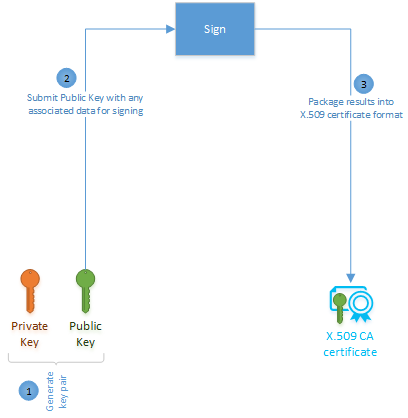 Sign
2
Submit Public Key with any
associated data for signing
3
Package results into
X.509 certificate format
Private
Key
Public
Key
X.509 CA
certificate
1
Generate
key pair